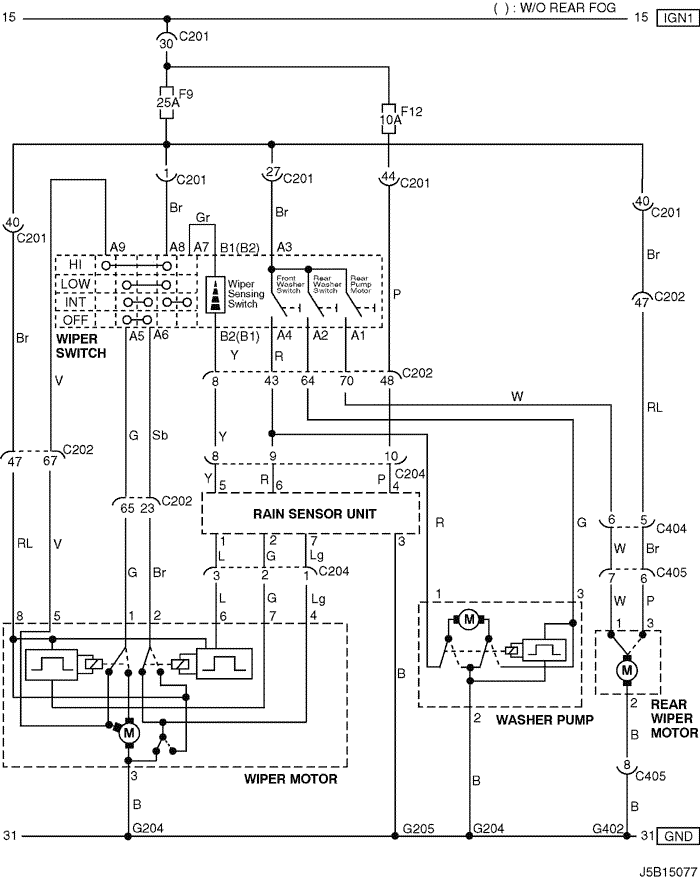 ( ) : W/O REAR FOG
15 15 IGN1
30 C201
F9
25A
F12
10A
1 C201 27 C201 44 C201 40 C201
40 C201
Br Gr Br Br
A9 A8 A7 B1(B2) A3
47 C202
HI
LOW
INT
OFF
Wiper
Sensing
Switch
Front
Washer
Switch
Rear
Washer
Switch
Rear
Pump
Motor
P
WIPER
SWITCH
A5 A6 B2(B1) A4 A2 A1
Br V Y R
8 43 64 70 48 C202
W
RL
G Sb Y
47 67 C202
8 9 10 C204
Y R P
5 6 4
65 23 C202
RAIN SENSOR UNIT
R G
6 5 C404
RL V
1 2 7 3
L G Lg
W Br
G Br
3 2 1 C204
7 6 C405
L G Lg
W P
8 5 1 2 6 7 4
1 3
1 3
M
B
M
M
2
WASHER PUMP
2
REAR
WIPER
MOTOR
WIPER MOTOR
3
B
8 C405
B B B
31 G204 G205 G204 G402 31 GND
J5B15077